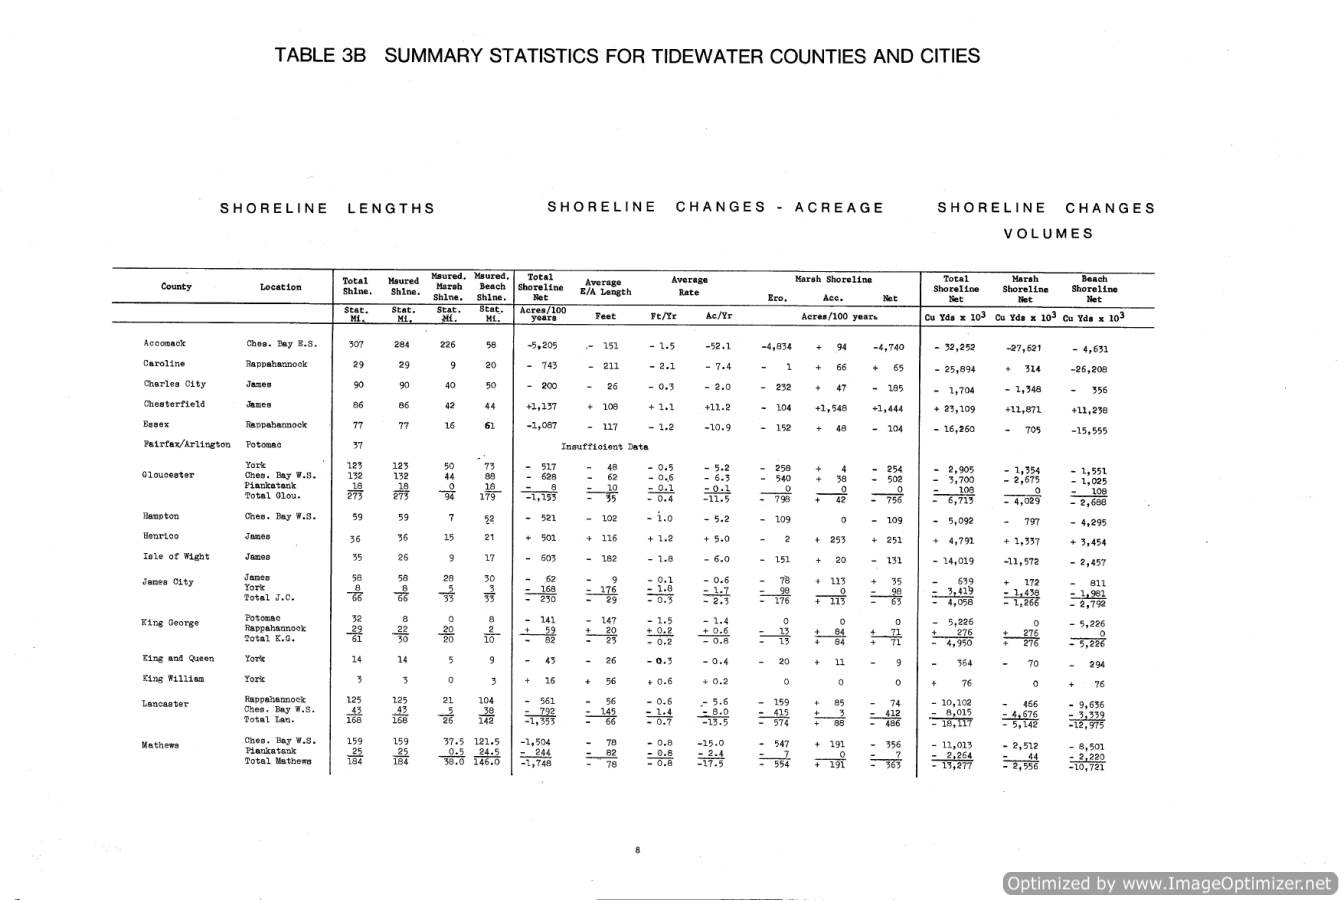 TABLE 3B SUMMARY STATISTICS FOR TIDEWATER COUNTIES AND CITIES
SHORELINE LENGTHS SHORELINE CHANGES - ACREAGE SHORELINE CHANGES
VOLUMES
County Location Total Shlne. Msured Shlne. Msured. Marsh Shlne. Msured. Beach Shlne. Total Shoreline Net Average E/A Length Average Rate Marsh Shoreline Ero. Acc. Net Total Shoreline Net Marsh Shoreline Net Beach Shoreline Net
Stat. Mi. Stat. Mi. Stat. Mi. Stat. Mi. Acres/100 years Feet Ft/Yr Ac/Yr Acres/100 years Cu Yds x 10³ Cu Yds x 10³ Cu Yds x 10³
Accomack Ches. Bay E.S. 307 284 226 58 -5,205 - 151 - 1.5 -52.1 -4,834 + 94 -4,740 - 32,252 -27,621 - 4,631
Caroline Rappahannock 29 29 9 20 - 743 - 211 - 2.1 - 7.4 - 1 + 66 + 65 - 25,894 + 314 -26,208
Charles City James 90 90 40 50 - 200 - 26 - 0.3 - 2.0 - 232 + 47 - 185 - 1,704 - 1,348 - 356
Chesterfield James 86 86 42 44 +1,137 + 108 + 1.1 +11.2 - 104 +1,548 +1,444 + 23,109 +11,871 +11,238
Essex Rappahannock 77 77 16 61 -1,087 - 117 - 1.2 -10.9 - 152 + 48 - 104 - 16,260 - 705 -15,555
Fairfax/Arlington Potomac 37 Insufficient Data
York 123 123 50 73 - 517 - 48 - 0.5 - 5.2 - 258 + 4 - 254 - 2,905 - 1,354 - 1,551
Gloucester Ches. Bay W.S. 132 132 44 88 - 628 - 62 - 0.6 - 6.3 - 540 + 38 - 502 - 3,700 - 2,675 - 1,025
Piankatank 18 18 0 18 - 8 - 10 - 0.1 - 0.1 0 0 0 - 108 0 - 108
Total Glou. 273 273 94 179 -1,153 - 35 - 0.4 -11.5 - 798 + 42 - 756 - 6,713 - 4,029 - 2,688
Hampton Ches. Bay W.S. 59 59 7 52 - 521 - 102 - 1.0 - 5.2 - 109 0 - 109 - 5,092 - 797 - 4,295
Henrico James 36 36 15 21 + 501 + 116 + 1.2 + 5.0 - 2 + 253 + 251 + 4,791 + 1,337 + 3,454
Isle of Wight James 35 26 9 17 - 603 - 182 - 1.8 - 6.0 - 151 + 20 - 131 - 14,019 -11,572 - 2,457
James 58 58 28 30 - 62 - 9 - 0.1 - 0.6 - 78 + 113 + 35 - 639 + 172 - 811
James City York 8 8 5 3 - 168 - 176 - 1.8 - 1.7 - 98 0 - 98 - 3,419 - 1,438 - 1,981
Total J.C. 66 66 33 33 - 230 - 29 - 0.3 - 2.3 - 176 + 113 - 63 - 4,058 - 1,266 - 2,792
Potomac 32 8 0 8 - 141 - 147 - 1.5 - 1.4 0 0 0 - 5,226 0 - 5,226
King George Rappahannock 29 22 20 2 + 59 + 20 + 0.2 + 0.6 - 13 + 84 + 71 + 276 + 276 0
Total K.G. 61 30 20 10 - 82 - 23 - 0.2 - 0.8 - 13 + 84 + 71 - 4,950 + 276 - 5,226
King and Queen York 14 14 5 9 - 43 - 26 - 0.3 - 0.4 - 20 + 11 - 9 - 364 - 70 - 294
King William York 3 3 0 3 + 16 + 56 + 0.6 + 0.2 0 0 0 + 76 0 + 76
Rappahannock 125 125 21 104 - 561 - 56 - 0.6 - 5.6 - 159 + 85 - 74 - 10,102 - 466 - 9,636
Lancaster Ches. Bay W.S. 43 43 5 38 - 792 - 145 - 1.4 - 8.0 - 415 + 3 - 412 - 8,015 - 4,676 - 3,339
Total Lan. 168 168 26 142 -1,353 - 66 - 0.7 -13.5 - 574 + 88 - 486 - 18,117 - 5,142 -12,975
Ches. Bay W.S. 159 159 37.5 121.5 -1,504 - 78 - 0.8 -15.0 - 547 + 191 - 356 - 11,013 - 2,512 - 8,501
Mathews Piankatank 25 25 0.5 24.5 - 244 - 82 - 0.8 - 2.4 - 7 0 - 7 - 2,264 - 44 - 2,220
Total Mathews 184 184 38.0 146.0 -1,748 - 78 - 0.8 -17.5 - 554 + 191 - 363 - 13,277 - 2,556 -10,721
8
Optimized by www.ImageOptimizer.net